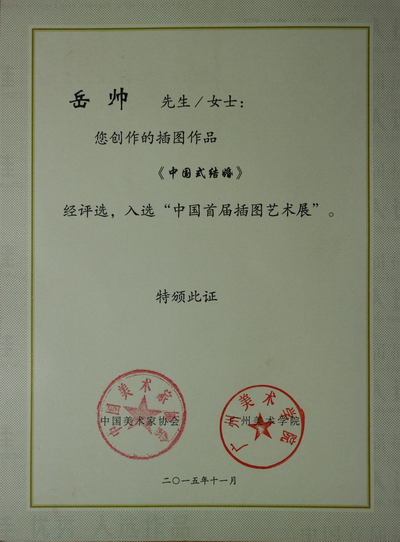 岳帅 先生/女士：
您创作的插图作品
《中国式结婚》
经评选，入选“中国首届插图艺术展”。
特颁此证
中国美术家协会
广州美术学院
二〇一五年十一月